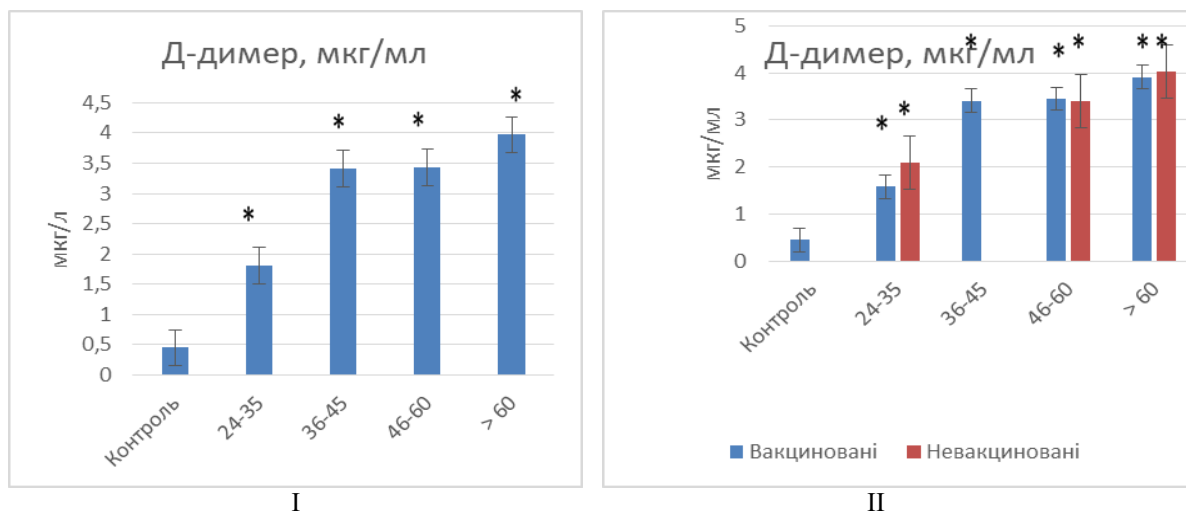 Д-димер, мкг/мл
4,5
4
3,5
3
2,5
2
1,5
1
0,5
0
мкг/л
* * * *
Контроль
24-35
36-45
46-60
> 60
I
Д-димер, мкг/мл
5
4
3
2
1
0
мкг/мл
* * * * * * *
Контроль
24-35
36-45
46-60
> 60
Вакциновані Невакциновані
II